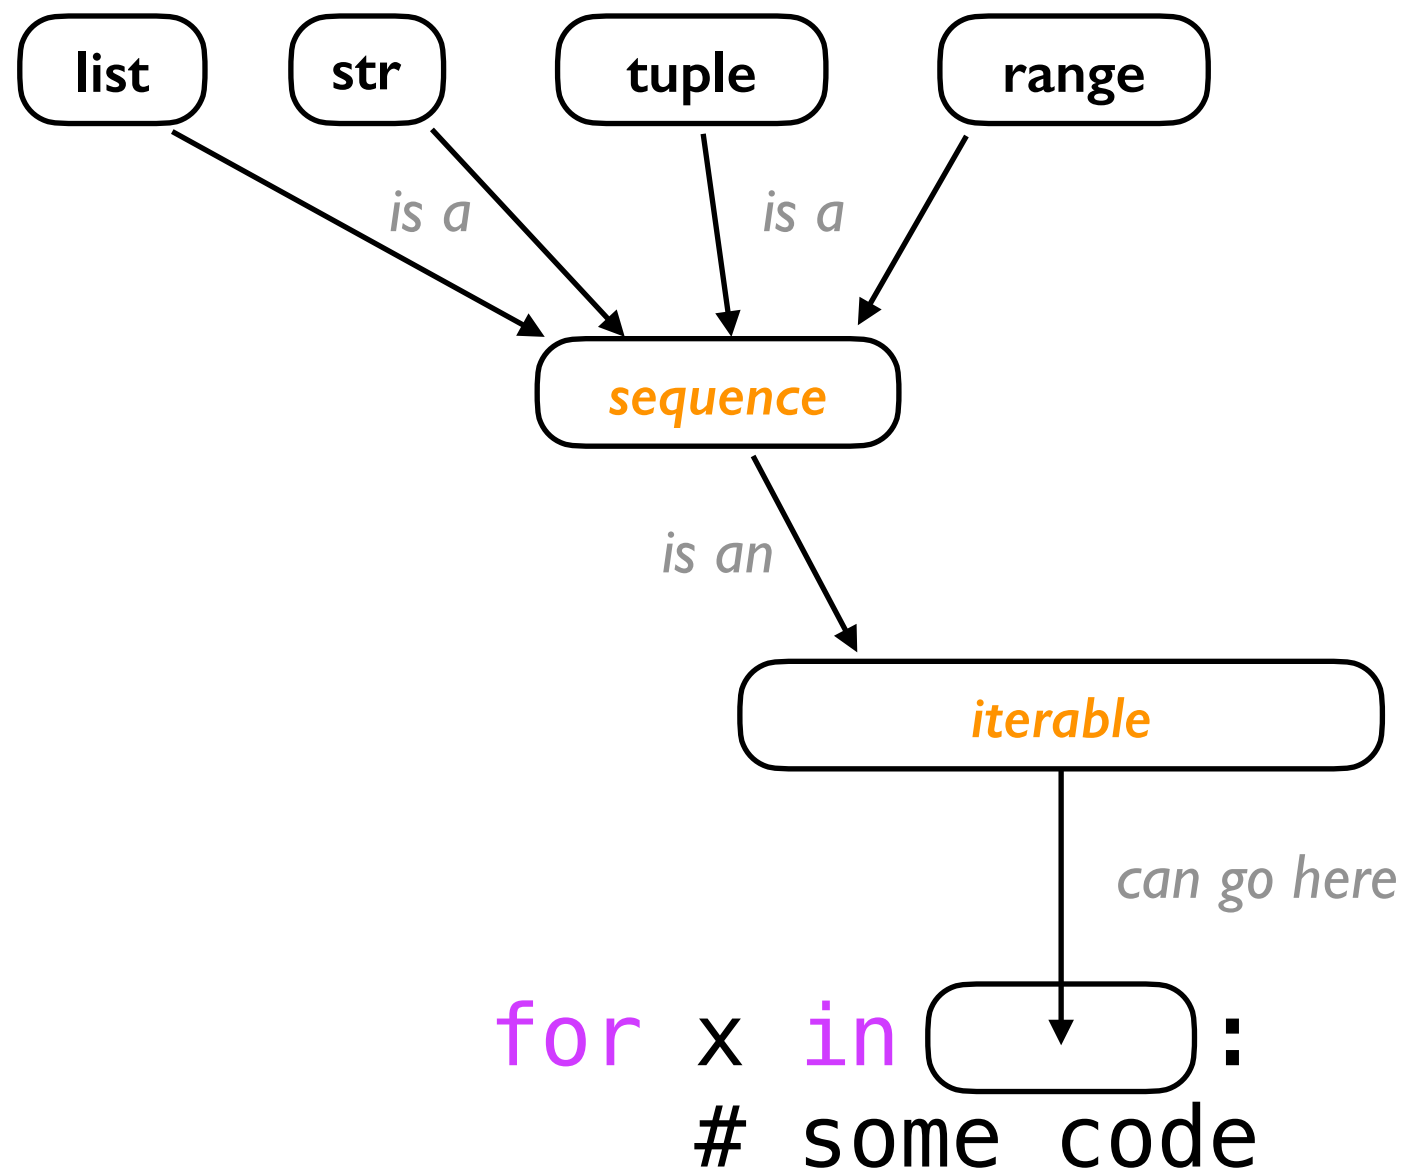 list str tuple range
is a is a
sequence
is an
iterable
can go here
for x in :
# some code